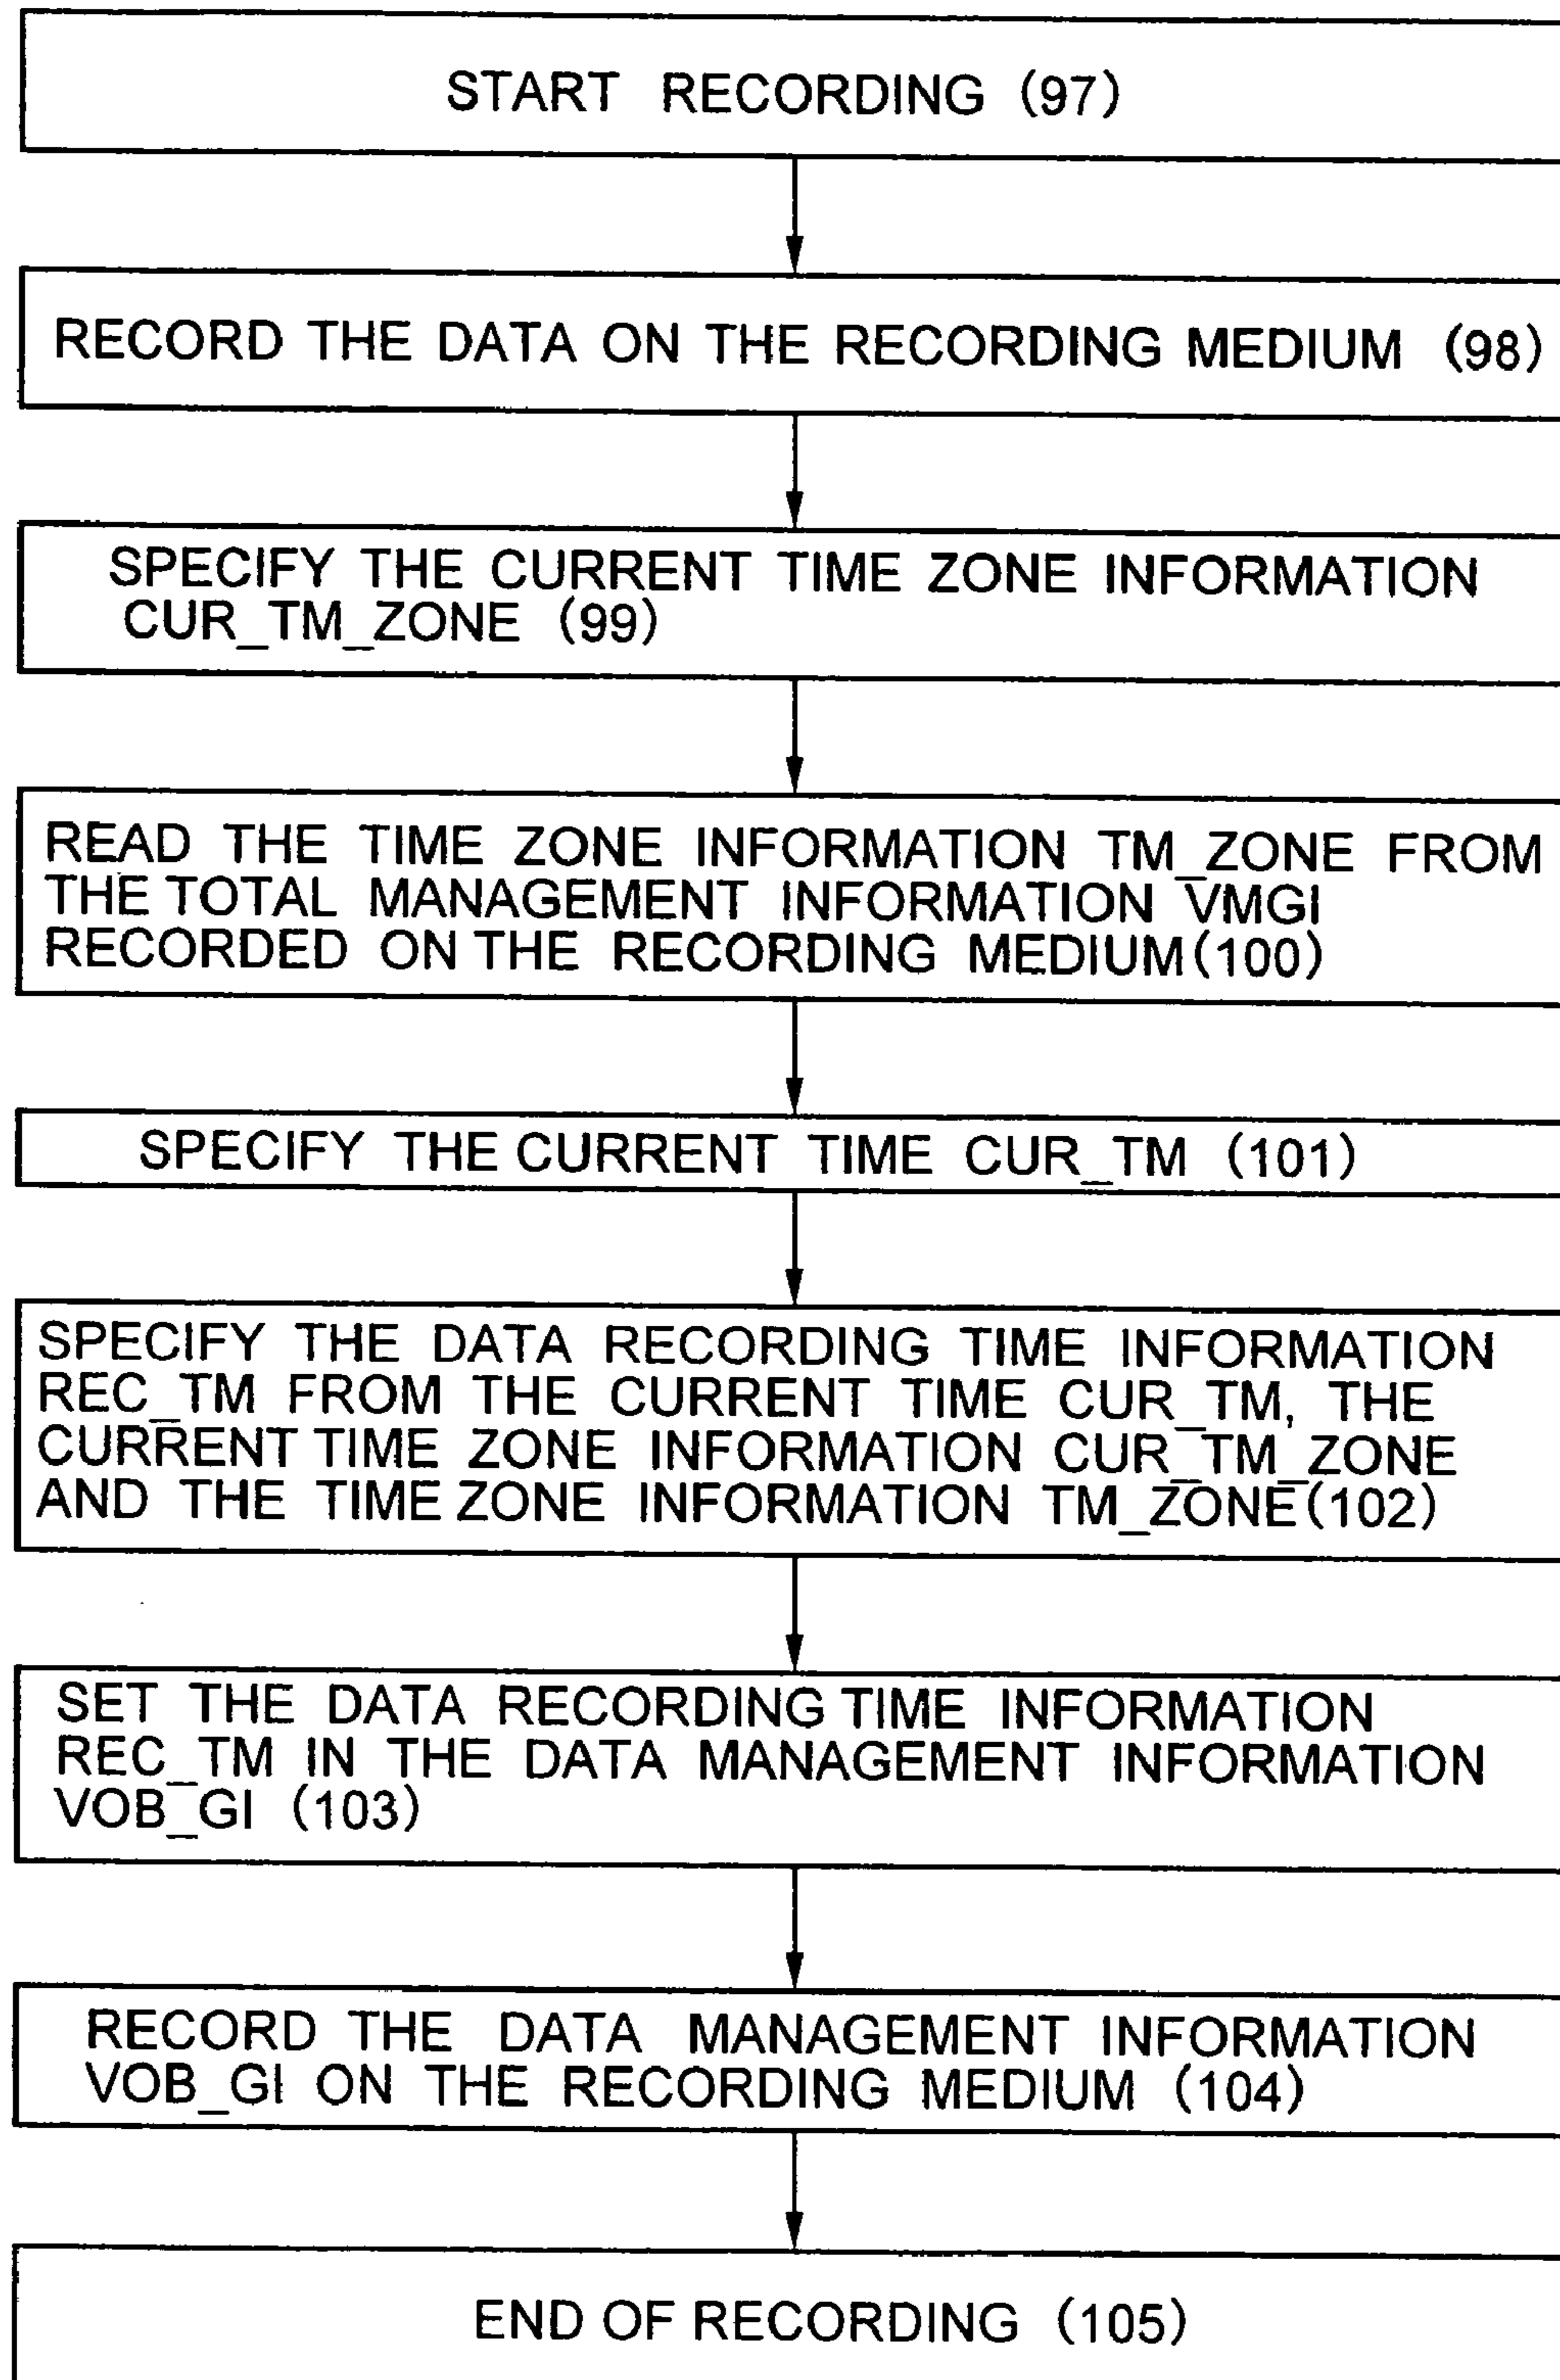 START RECORDING (97)
RECORD THE DATA ON THE RECORDING MEDIUM (98)
SPECIFY THE CURRENT TIME ZONE INFORMATION
CUR_TM_ZONE (99)
READ THE TIME ZONE INFORMATION TM_ZONE FROM
THE TOTAL MANAGEMENT INFORMATION VMGI
RECORDED ON THE RECORDING MEDIUM(100)
SPECIFY THE CURRENT TIME CUR_TM (101)
SPECIFY THE DATA RECORDING TIME INFORMATION
REC_TM FROM THE CURRENT TIME CUR_TM, THE
CURRENT TIME ZONE INFORMATION CUR_TM_ZONE
AND THE TIME ZONE INFORMATION TM_ZONE(102)
SET THE DATA RECORDING TIME INFORMATION
REC_TM IN THE DATA MANAGEMENT INFORMATION
VOB_GI (103)
RECORD THE DATA MANAGEMENT INFORMATION
VOB_GI ON THE RECORDING MEDIUM (104)
END OF RECORDING (105)